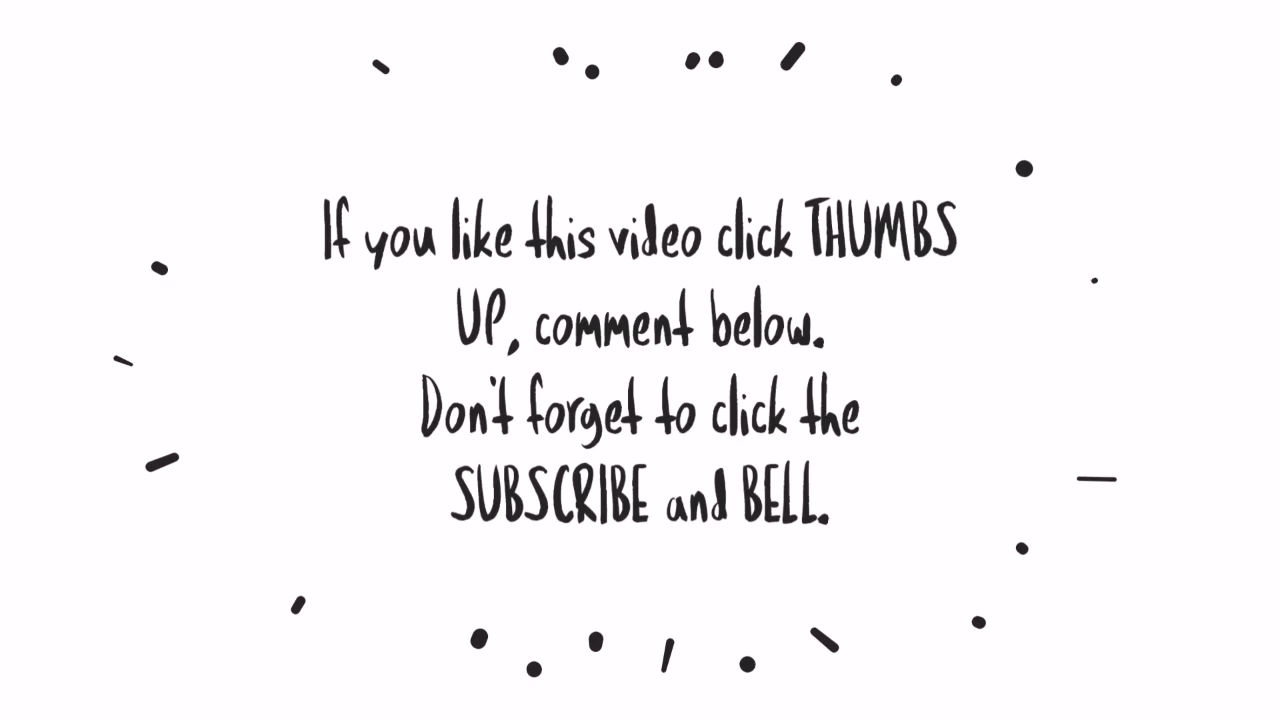 If you like this video click THUMBS
UP, comment below.
Don't forget to click the
SUBSCRIBE and BELL.